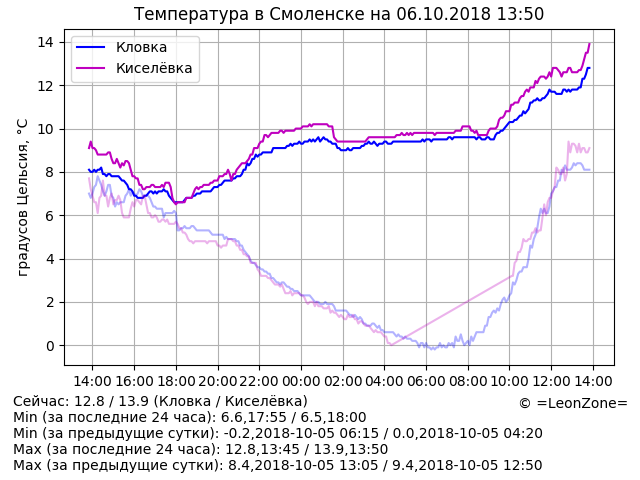 Температура в Смоленске на 06.10.2018 13:50
Кловка
Киселёвка
градусов Цельсия, °C
14
12
10
8
6
4
2
0
14:00 16:00 18:00 20:00 22:00 00:00 02:00 04:00 06:00 08:00 10:00 12:00 14:00
Сейчас: 12.8 / 13.9 (Кловка / Киселёвка)
© =LeonZone=
Min (за последние 24 часа): 6.6,17:55 / 6.5,18:00
Min (за предыдущие сутки): -0.2,2018-10-05 06:15 / 0.0,2018-10-05 04:20
Max (за последние 24 часа): 12.8,13:45 / 13.9,13:50
Max (за предыдущие сутки): 8.4,2018-10-05 13:05 / 9.4,2018-10-05 12:50